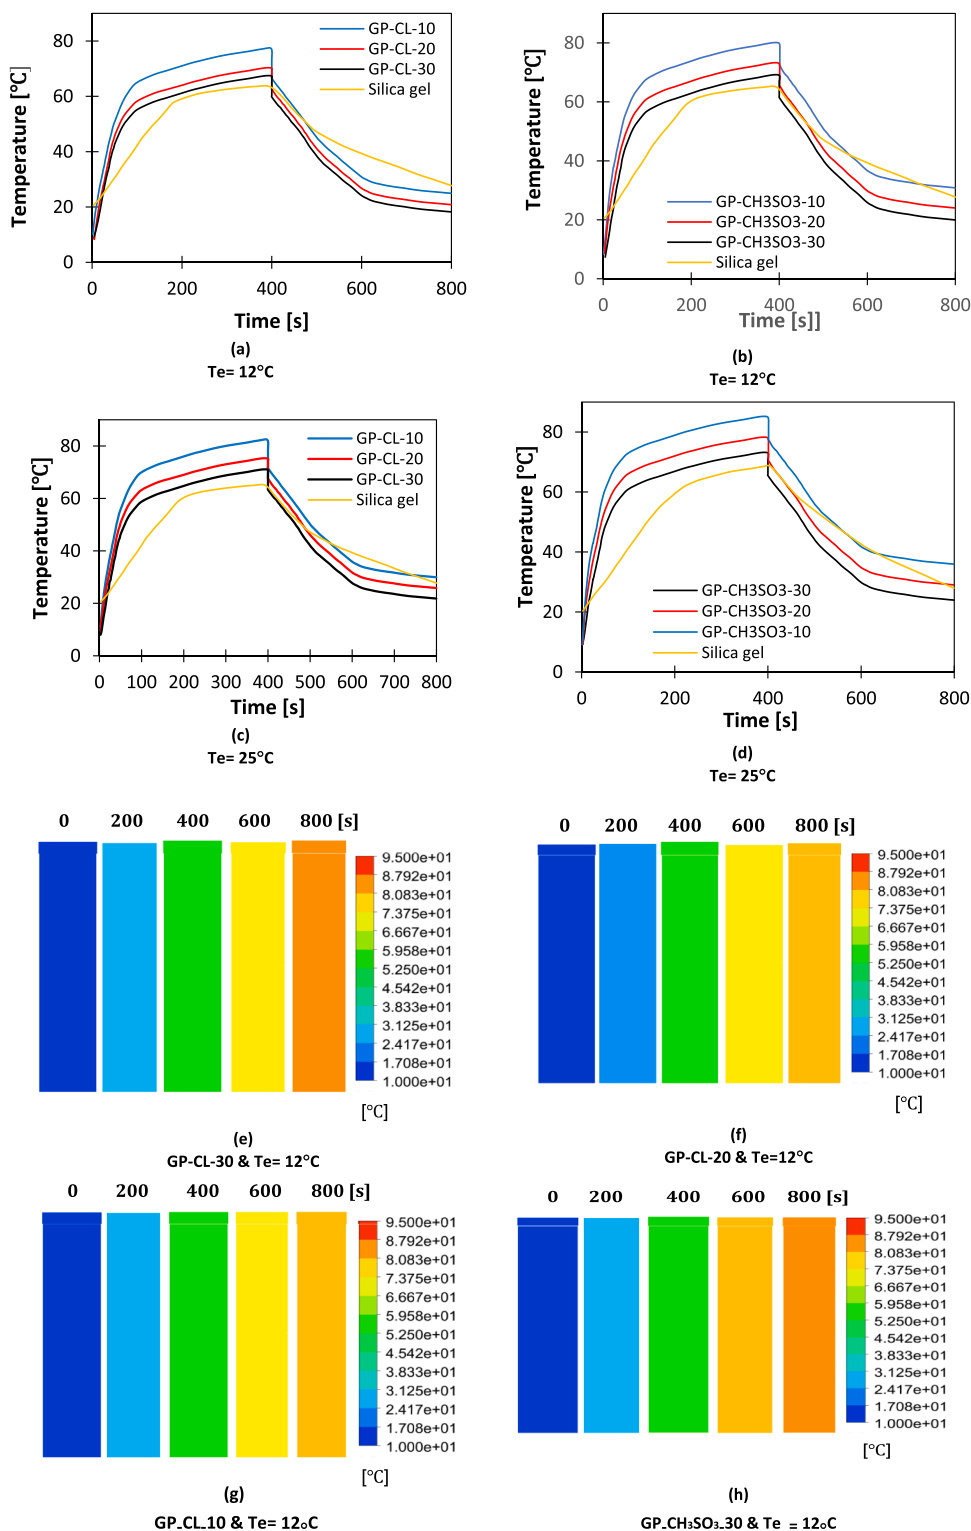 GP-CL-10
GP-CL-20
GP-CL-30
Silica gel
Temperature [°C]
80
60
40
20
0
0 200 400 600 800
Time [s]
(a)
Te= 12°C
Temperature [°C]
80
60
40
20
0
GP-CH3SO3-10
GP-CH3SO3-20
GP-CH3SO3-30
Silica gel
0 200 400 600 800
Time [s]]
(b)
Te= 12°C
GP-CL-10
GP-CL-20
GP-CL-30
Silica gel
Temperature [°C]
80
60
40
20
0
0 100 200 300 400 500 600 700 800
Time [s]
(c)
Te= 25°C
Temperature [°C]
80
60
40
20
0
GP-CH3SO3-30
GP-CH3SO3-20
GP-CH3SO3-10
Silica gel
0 200 400 600 800
Time [s]
(d)
Te= 25°C
0 200 400 600 800 [s]
9.500e+01
8.792e+01
8.083e+01
7.375e+01
6.667e+01
5.958e+01
5.250e+01
4.542e+01
3.833e+01
3.125e+01
2.417e+01
1.708e+01
1.000e+01
[°C]
(e)
GP-CL-30 & Te= 12°C
0 200 400 600 800 [s]
9.500e+01
8.792e+01
8.083e+01
7.375e+01
6.667e+01
5.958e+01
5.250e+01
4.542e+01
3.833e+01
3.125e+01
2.417e+01
1.708e+01
1.000e+01
[°C]
(f)
GP-CL-20 & Te=12°C
0 200 400 600 800 [s]
9.500e+01
8.792e+01
8.083e+01
7.375e+01
6.667e+01
5.958e+01
5.250e+01
4.542e+01
3.833e+01
3.125e+01
2.417e+01
1.708e+01
1.000e+01
[°C]
(g)
GP-CL-10 & Te= 12°C
0 200 400 600 800 [s]
9.500e+01
8.792e+01
8.083e+01
7.375e+01
6.667e+01
5.958e+01
5.250e+01
4.542e+01
3.833e+01
3.125e+01
2.417e+01
1.708e+01
1.000e+01
[°C]
(h)
GP-CH₃SO₃-30 & Te = 12°C